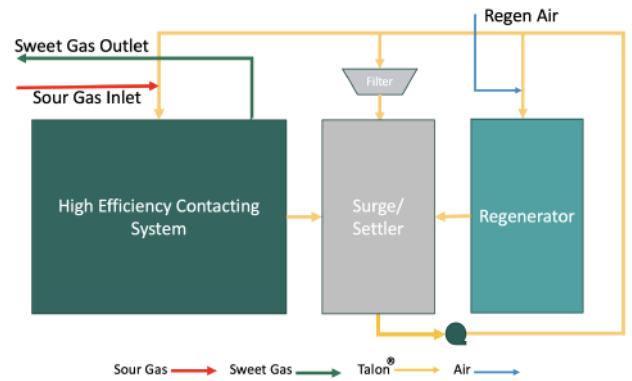 Regen Air
Sweet Gas Outlet
Sour Gas Inlet
Filter
High Efficiency Contacting
System
Surge/
Settler
Regenerator
Sour Gas
Sweet Gas
Talon®
Air